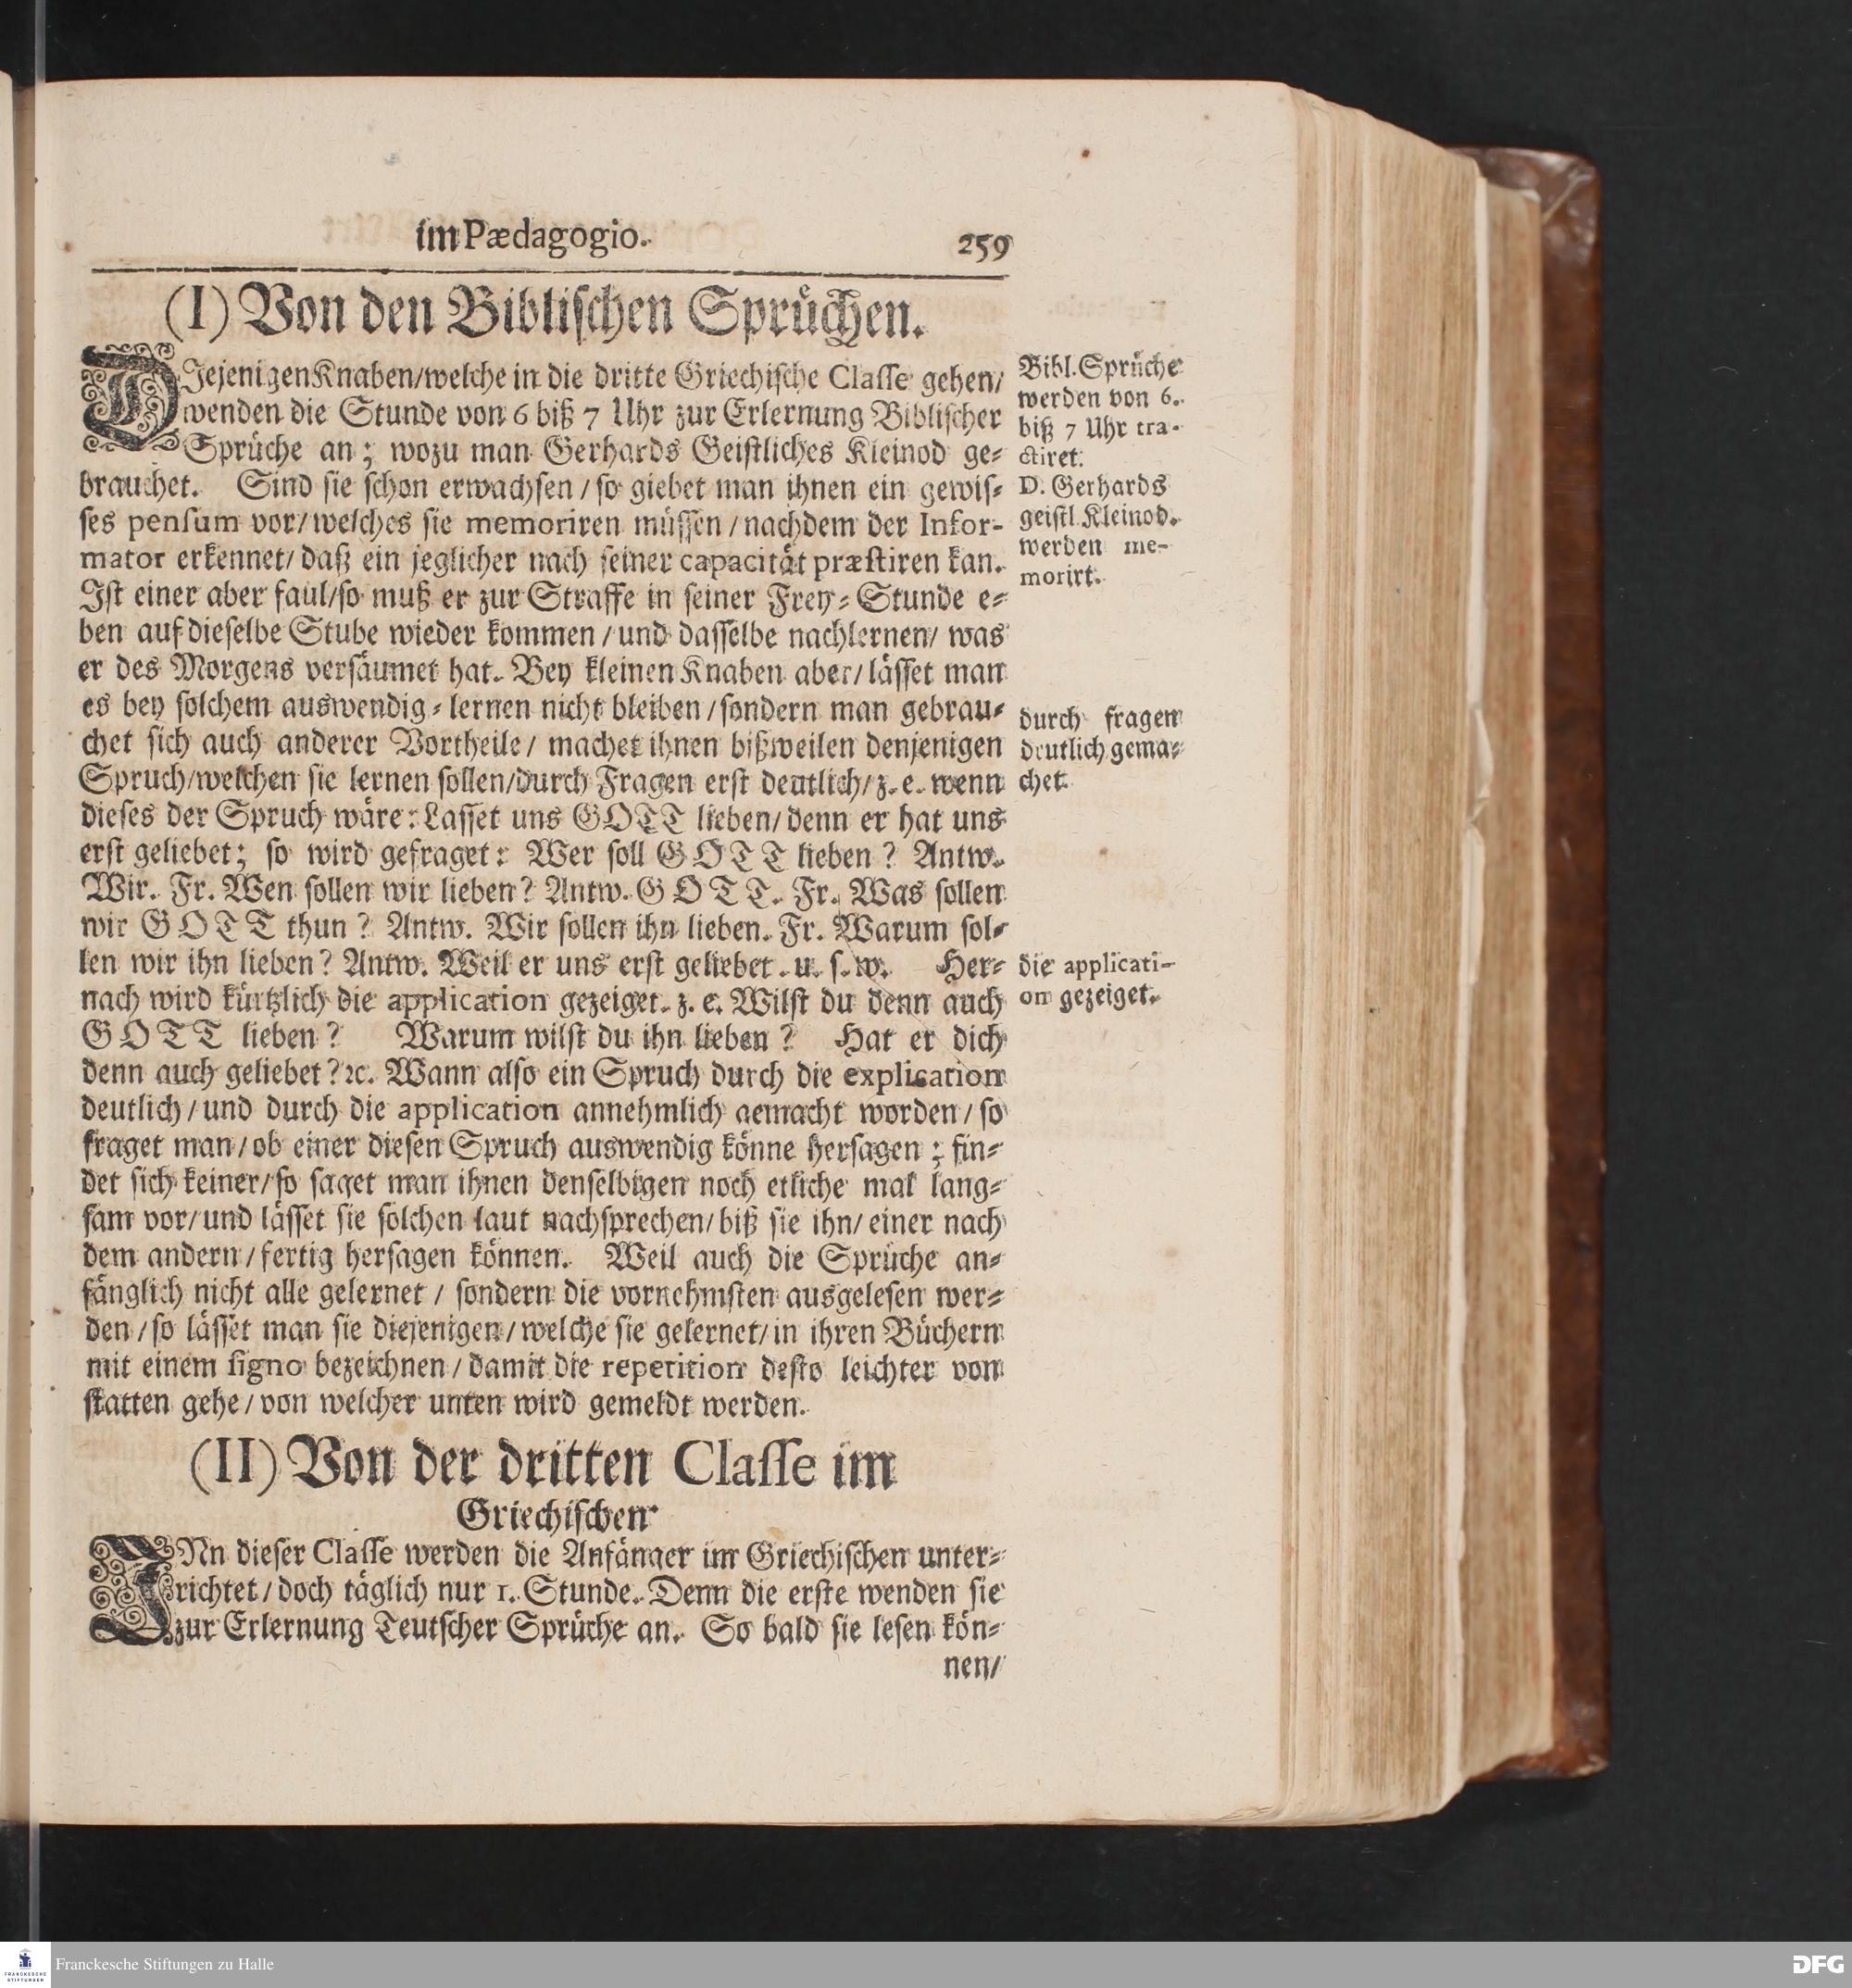 im Pædagogio.
259
(I) Von den Biblischen Sprüchen.
DIejenigen Knaben/welche in die dritte Griechische Classe gehen/
wenden die Stunde von 6 biß 7 Uhr zur Erlernung Biblischer
Sprüche an; wozu man Gerhards Geistliches Kleinod ge-
brauchet. Sind sie schon erwachsen/so giebet man ihnen ein gewis-
ses pensum vor/welches sie memoriren müssen/nachdem der Infor-
mator erkennet/daß ein jeglicher nach seiner capacität præstiren kan.
Ist einer aber faul/so muß er zur Straffe in seiner Frey-Stunde e-
ben auf dieselbe Stube wieder kommen/und dasselbe nachlernen/was
er des Morgens versäumet hat. Bey kleinen Knaben aber/lässet man
es bey solchem auswendig-lernen nicht bleiben/sondern man gebrau-
chet sich auch anderer Vortheile/machet ihnen bißweilen denjenigen
Spruch/welchen sie lernen sollen/durch Fragen erst deutlich/z.e. wenn
dieses der Spruch wäre: Lasset uns GOTT lieben/denn er hat uns
erst geliebet; so wird gefraget: Wer soll GOTT lieben? Antw.
Wir. Fr. Wen sollen wir lieben? Antw. GOTT. Fr. Was sollen
wir GOTT thun? Antw. Wir sollen ihn lieben. Fr. Warum sol-
len wir ihn lieben? Antw. Weil er uns erst geliebet. u. s. w. Her-
nach wird kürtzlich die application gezeiget. z. e. Wilst du denn auch
GOTT lieben? Warum wilst du ihn lieben? Hat er dich
denn auch geliebet? ꝛc. Wann also ein Spruch durch die explication
deutlich/und durch die application annehmlich gemacht worden/so
fraget man/ob einer diesen Spruch auswendig könne hersagen; fin-
det sich keiner/so saget man ihnen denselbigen noch etliche mal lang-
sam vor/und lässet sie solchen laut nachsprechen/biß sie ihn/einer nach
dem andern/fertig hersagen können. Weil auch die Sprüche an-
fänglich nicht alle gelernet/sondern die vornehmsten ausgelesen wer-
den/so lässet man sie diejenigen/welche sie gelernet/in ihren Büchern
mit einem signo bezeichnen/damit die repetition desto leichter von
statten gehe/von welcher unten wird gemeldt werden.
(II) Von der dritten Classe im
Griechischen
INn dieser Classe werden die Anfänger im Griechischen unter-
richtet/doch täglich nur 1. Stunde. Denn die erste wenden sie
zur Erlernung Teutscher Sprüche an. So bald sie lesen kön-
nen/
Bibl. Sprüche
werden von 6.
biß 7 Uhr tra-
ctiret.
D. Gerhards
geistl. Kleinod.
werden me-
morirt.
durch fragen
deutlich gema-
chet.
die applicati-
on gezeiget.
FRANCKESCHE STIFTUNGEN
Franckesche Stiftungen zu Halle
DFG